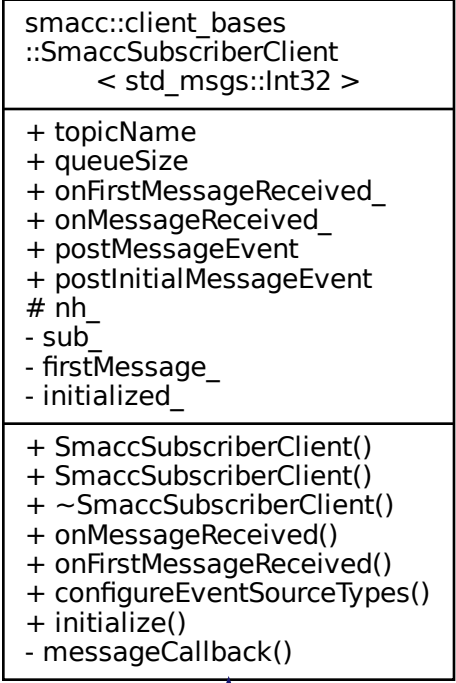 smacc::client_bases
::SmaccSubscriberClient
< std_msgs::Int32 >
+ topicName
+ queueSize
+ onFirstMessageReceived_
+ onMessageReceived_
+ postMessageEvent
+ postInitialMessageEvent
# nh_
- sub_
- firstMessage_
- initialized_
+ SmaccSubscriberClient()
+ SmaccSubscriberClient()
+ ~SmaccSubscriberClient()
+ onMessageReceived()
+ onFirstMessageReceived()
+ configureEventSourceTypes()
+ initialize()
- messageCallback()